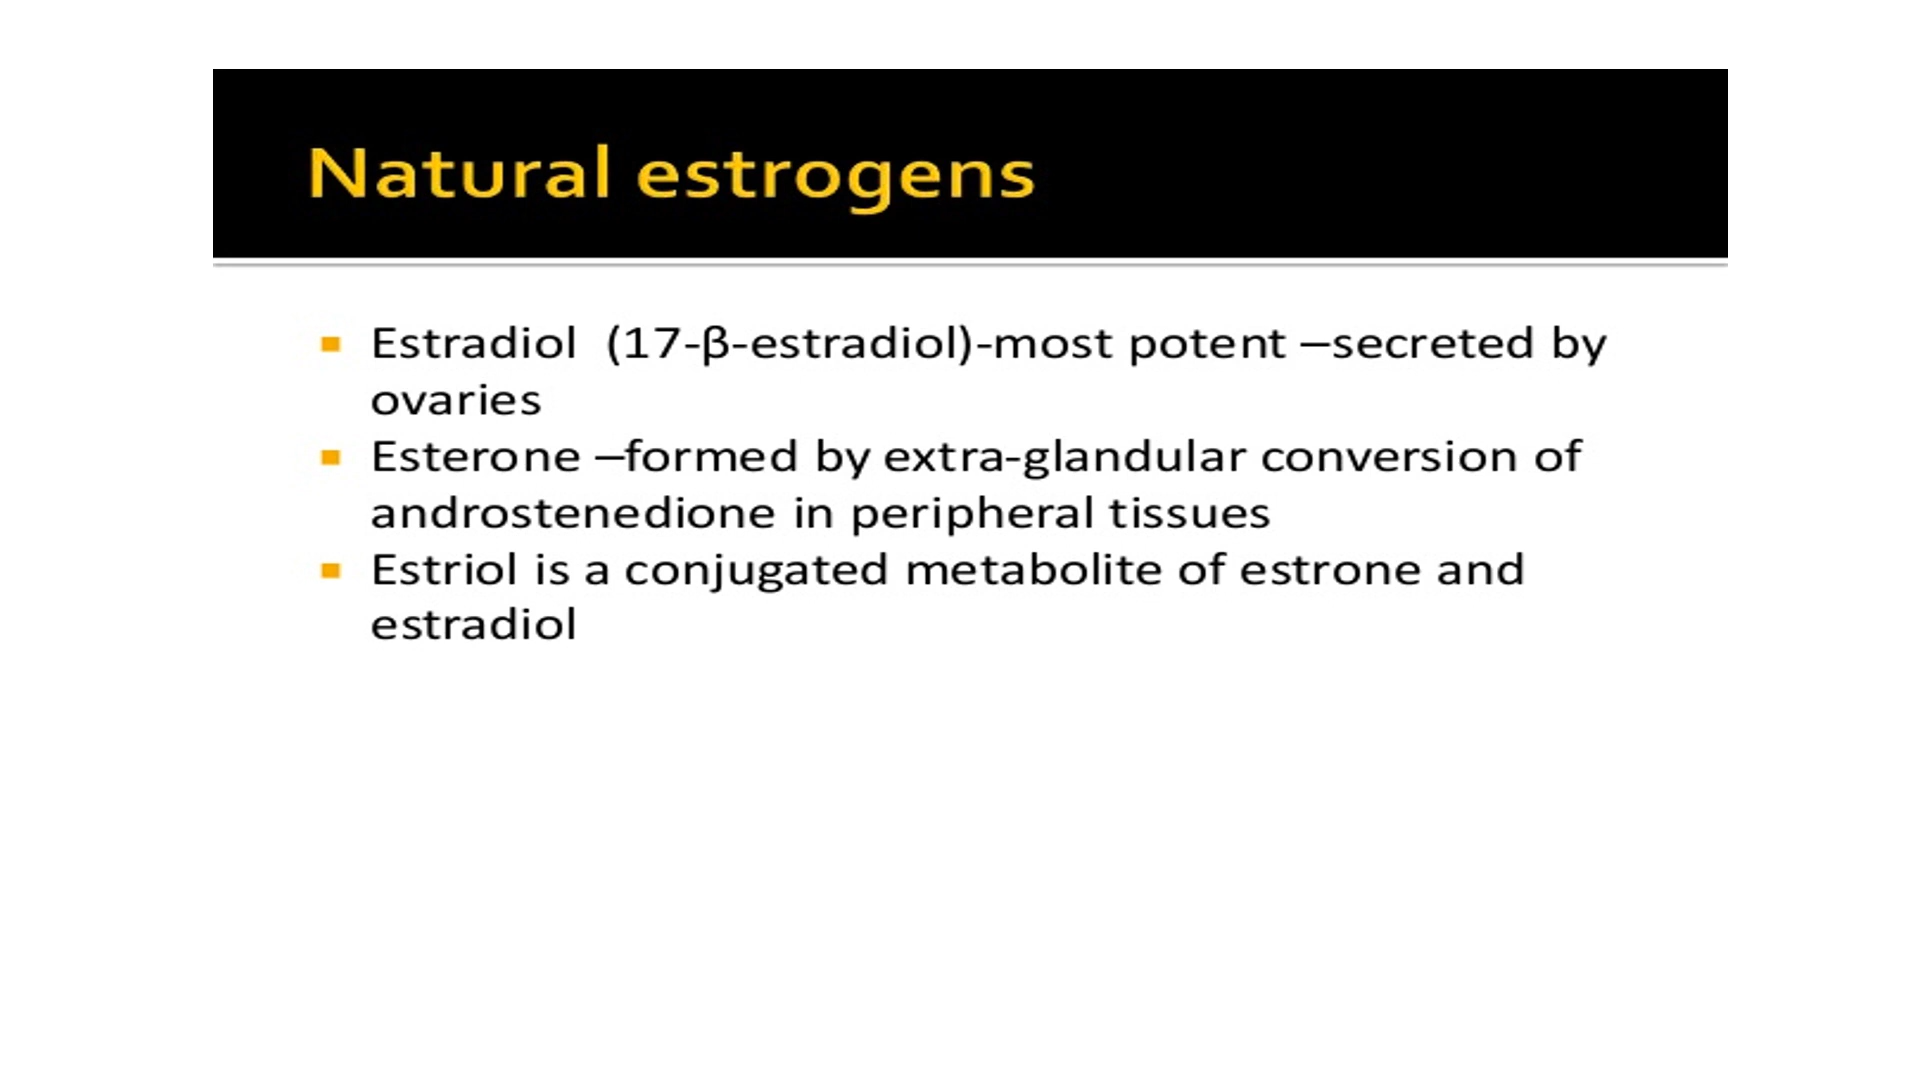 Natural estrogens
Estradiol  (17-β-estradiol)-most potent –secreted by
ovaries
Esterone –formed by extra-glandular conversion of
androstenedione in peripheral tissues
Estriol is a conjugated metabolite of estrone and
estradiol